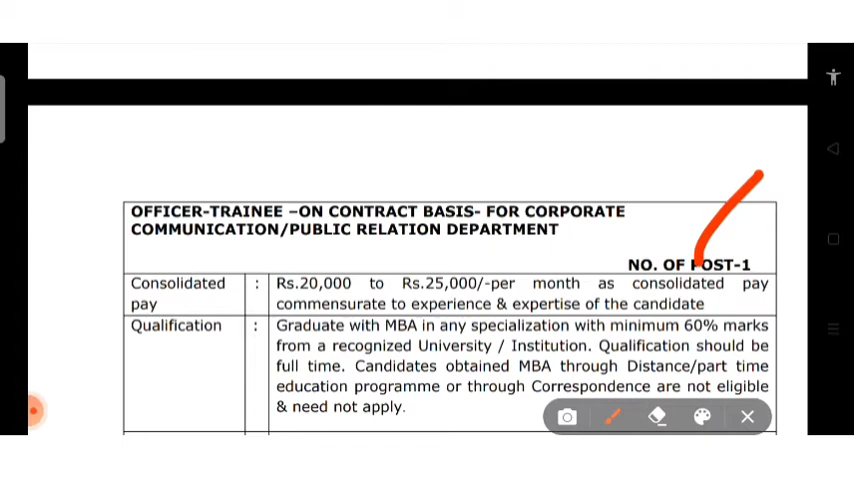 OFFICER-TRAINEE –ON CONTRACT BASIS- FOR CORPORATE
COMMUNICATION/PUBLIC RELATION DEPARTMENT
NO. OF POST-1
Consolidated pay : Rs.20,000 to Rs.25,000/-per month as consolidated pay
commensurate to experience & expertise of the candidate
Qualification : Graduate with MBA in any specialization with minimum 60% marks
from a recognized University / Institution. Qualification should be
full time. Candidates obtained MBA through Distance/part time
education programme or through Correspondence are not eligible
& need not apply.